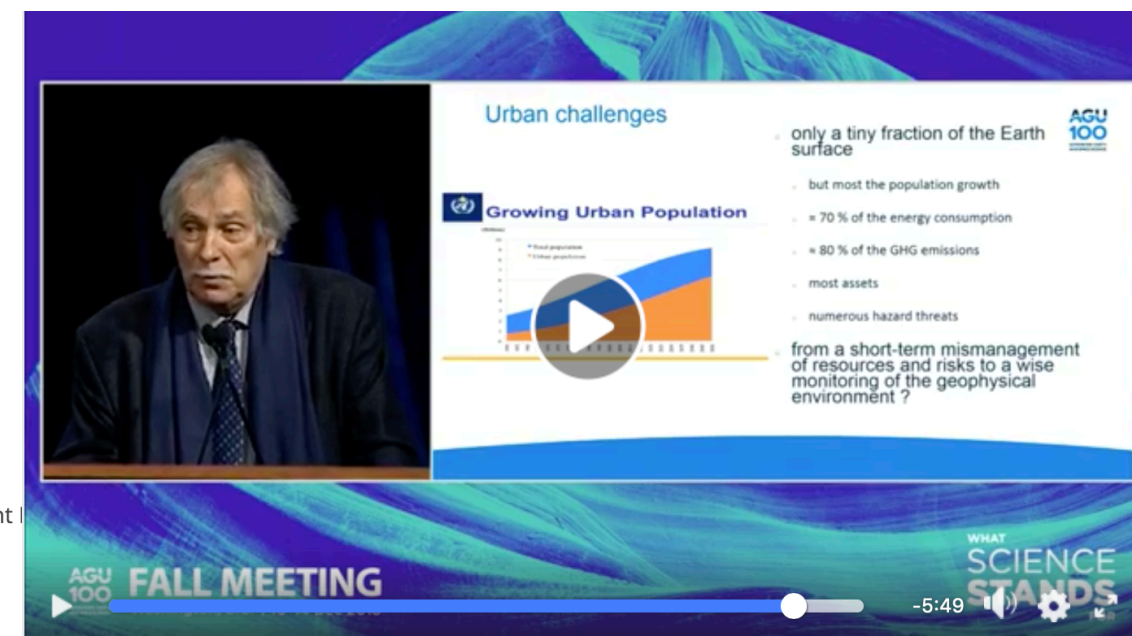 Urban challenges
AGU
100
only a tiny fraction of the Earth
surface
but most the population growth
≈ 70 % of the energy consumption
≈ 80 % of the GHG emissions
most assets
numerous hazard threats
from a short-term mismanagement
of resources and risks to a wise
monitoring of the geophysical
environment ?
Growing Urban Population
Total population
Urban population
nt
AGU
100
FALL MEETING
WHAT
SCIENCE
STANDS
-5:49